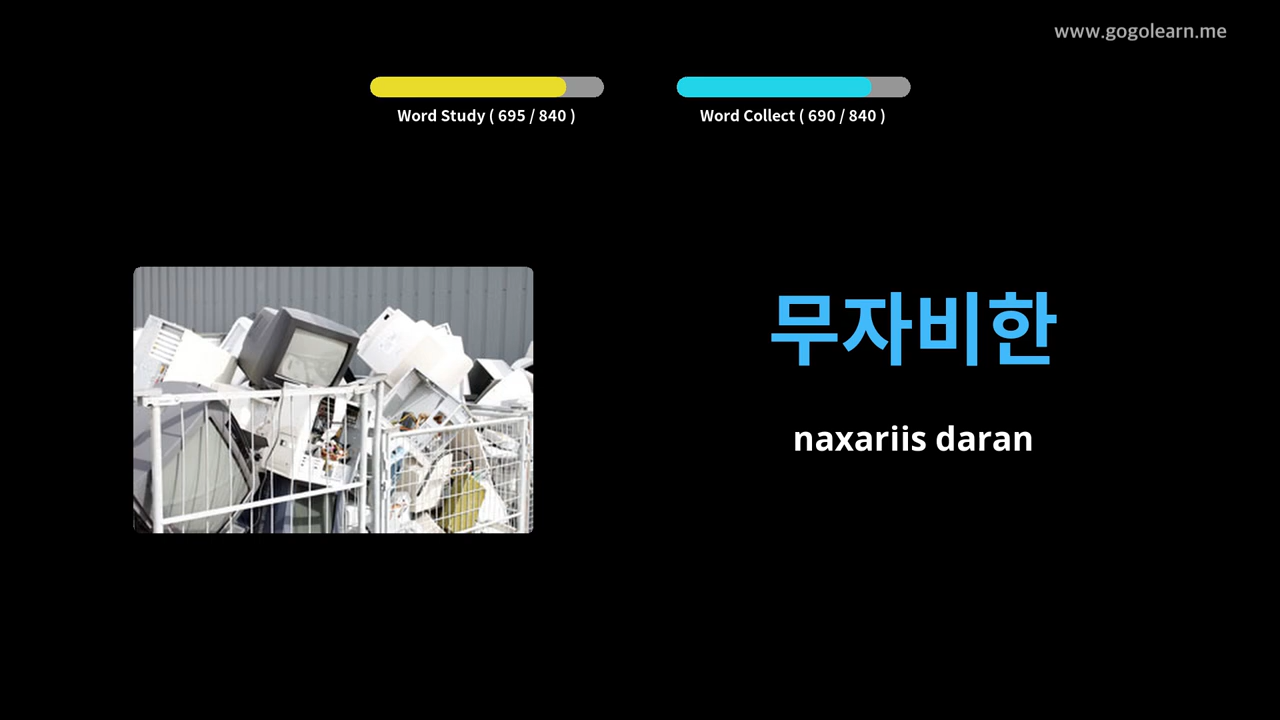 www.gogolearn.me
Word Study ( 695 / 840 )
Word Collect ( 690 / 840 )
무자비한
naxariis daran